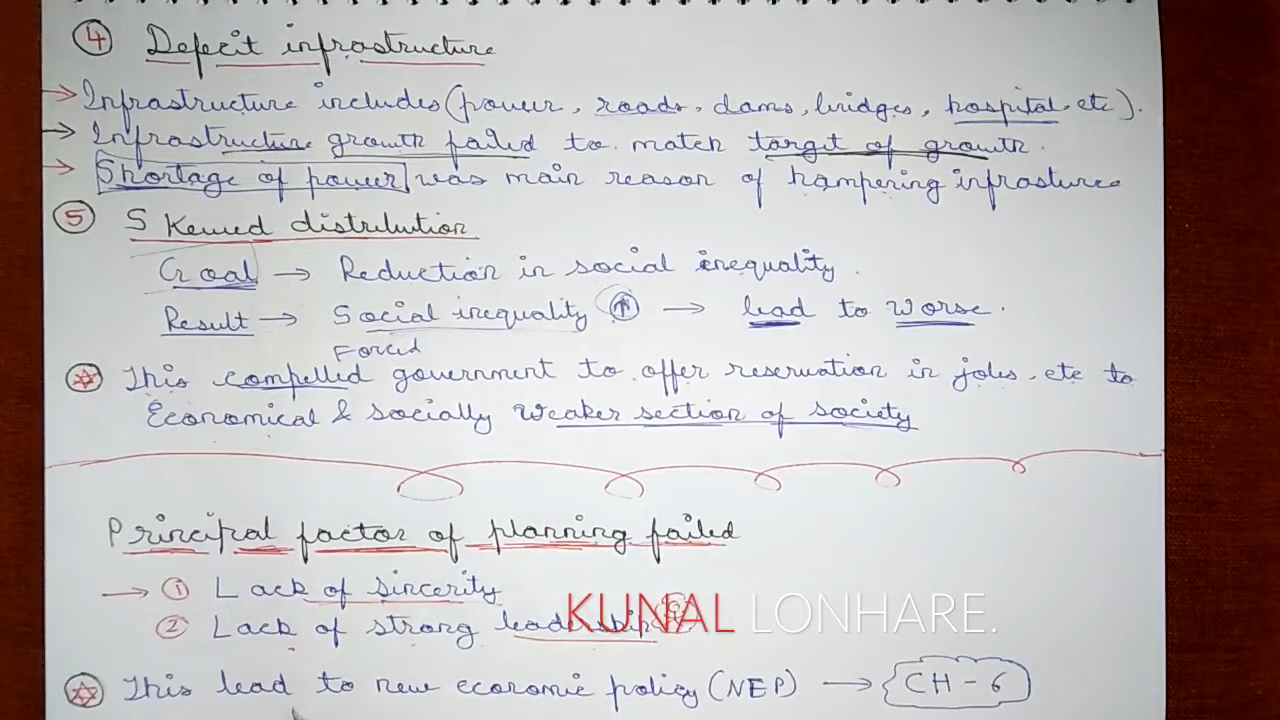 4 Deficit infrastructure
→ Infrastructure includes (power, roads, dams, bridges, hospital, etc).
→ Infrastructure growth failed to match target of growth.
→ Shortage of power was main reason of hampering infrasture
5 Skewed distribution
Goal → Reduction in social inequality.
Result → Social inequality ↑ → lead to worse.
Forced
This compelled government to offer reservation in jobs, etc to
Economical & socially weaker section of society
Principal factor of planning failed
→ 1 Lack of sincerity
2 Lack of strong leadership
KUNAL LONHARE.
This lead to new economic policy (NEP) → CH-6